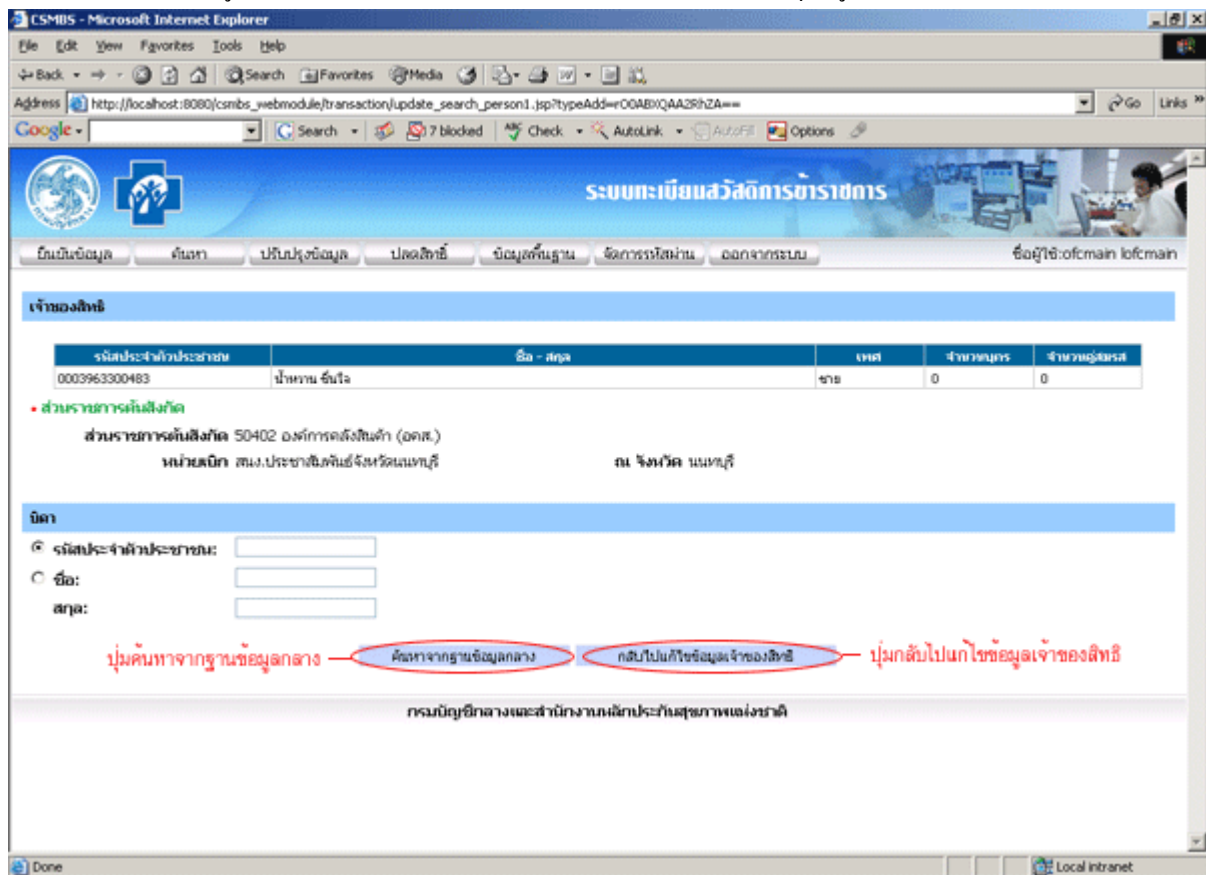 CSMBS - Microsoft Internet Explorer
File Edit View Favorites Tools Help
Back Search Favorites Media
Address http://localhost:8080/csmbs_webmodule/transaction/update_search_person1.jsp?typeAdd=rO0ABXQAA2RhZA== Go Links »
Google Search 7 blocked Check AutoLink AutoFill Options
ระบบทะเบียนสวัสดิการข้าราชการ
ยืนยันข้อมูล ค้นหา ปรับปรุงข้อมูล ปลดสิทธิ์ ข้อมูลพื้นฐาน จัดการรหัสผ่าน ออกจากระบบ ชื่อผู้ใช้:ofcmain lofcmain
เจ้าของสิทธิ
รหัสประจำตัวประชาชน ชื่อ - สกุล เพศ จำนวนบุตร จำนวนคู่สมรส
0003963300483 น้ำหวาน ชื่นใจ ชาย 0 0
ส่วนราชการต้นสังกัด
ส่วนราชการต้นสังกัด 50402 องค์การคลังสินค้า (อคส.)
หน่วยเบิก สนง.ประชาสัมพันธ์จังหวัดนนทบุรี ณ จังหวัด นนทบุรี
บิดา
รหัสประจำตัวประชาชน:
ชื่อ:
สกุล:
ปุ่มค้นหาจากฐานข้อมูลกลาง ค้นหาจากฐานข้อมูลกลาง กลับไปแก้ไขข้อมูลเจ้าของสิทธิ ปุ่มกลับไปแก้ไขข้อมูลเจ้าของสิทธิ
กรมบัญชีกลางและสำนักงานหลักประกันสุขภาพแห่งชาติ
Done Local intranet